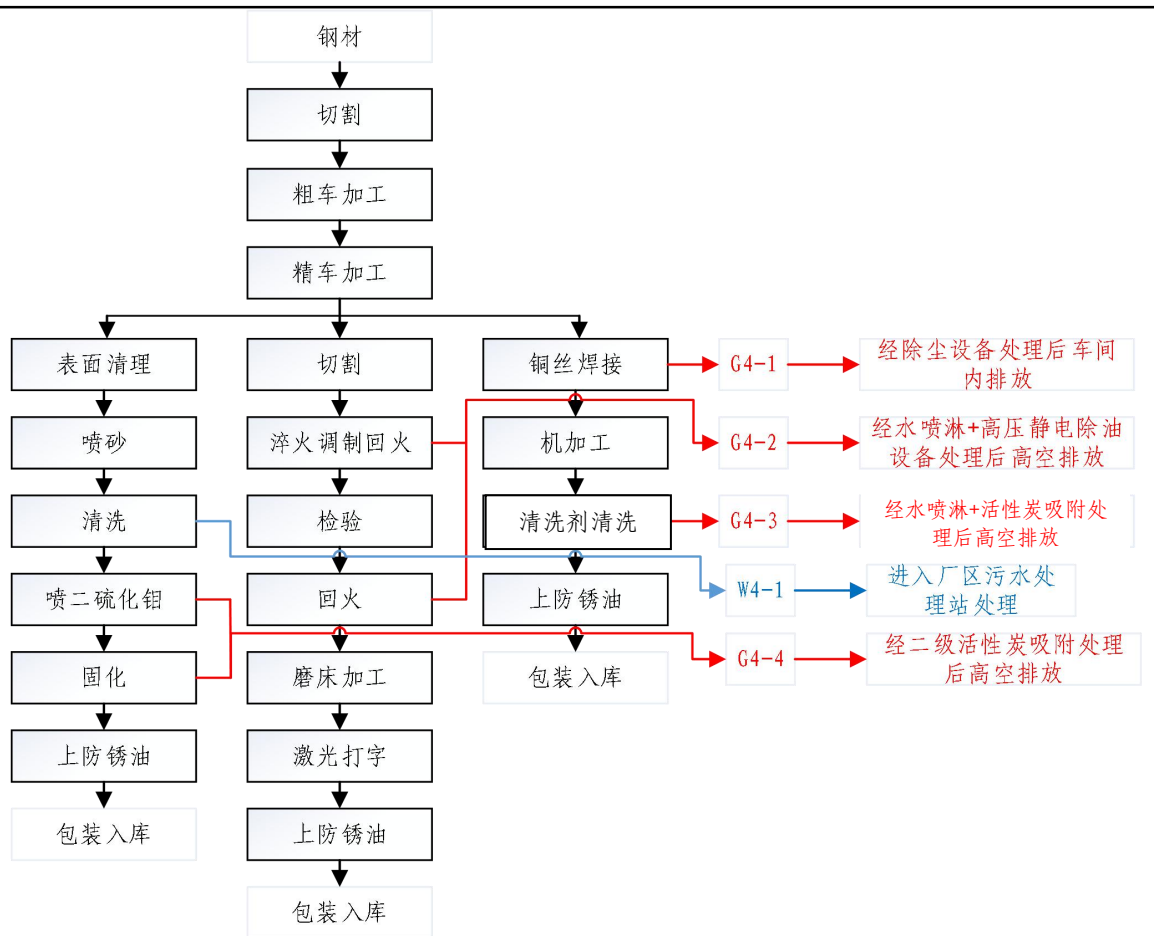 钢材
切割
粗车加工
精车加工
表面清理
切割
铜丝焊接
G4-1
经除尘设备处理后车间
内排放
喷砂
淬火调制回火
机加工
G4-2
经水喷淋+高压静电除油
设备处理后高空排放
清洗
检验
清洗剂清洗
G4-3
经水喷淋+活性炭吸附处
理后高空排放
喷二硫化钼
回火
上防锈油
W4-1
进入厂区污水处
理站处理
固化
磨床加工
包装入库
G4-4
经二级活性炭吸附处理
后高空排放
上防锈油
激光打字
包装入库
上防锈油
包装入库